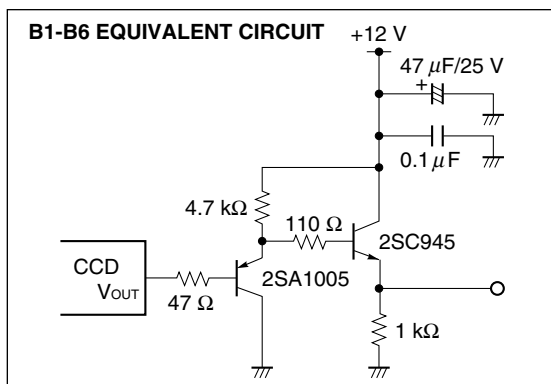 B1-B6 EQUIVALENT CIRCUIT
+12 V
47 μF/25 V
+
0.1 μF
4.7 kΩ
110 Ω
2SC945
CCD
VOUT
47 Ω
2SA1005
1 kΩ